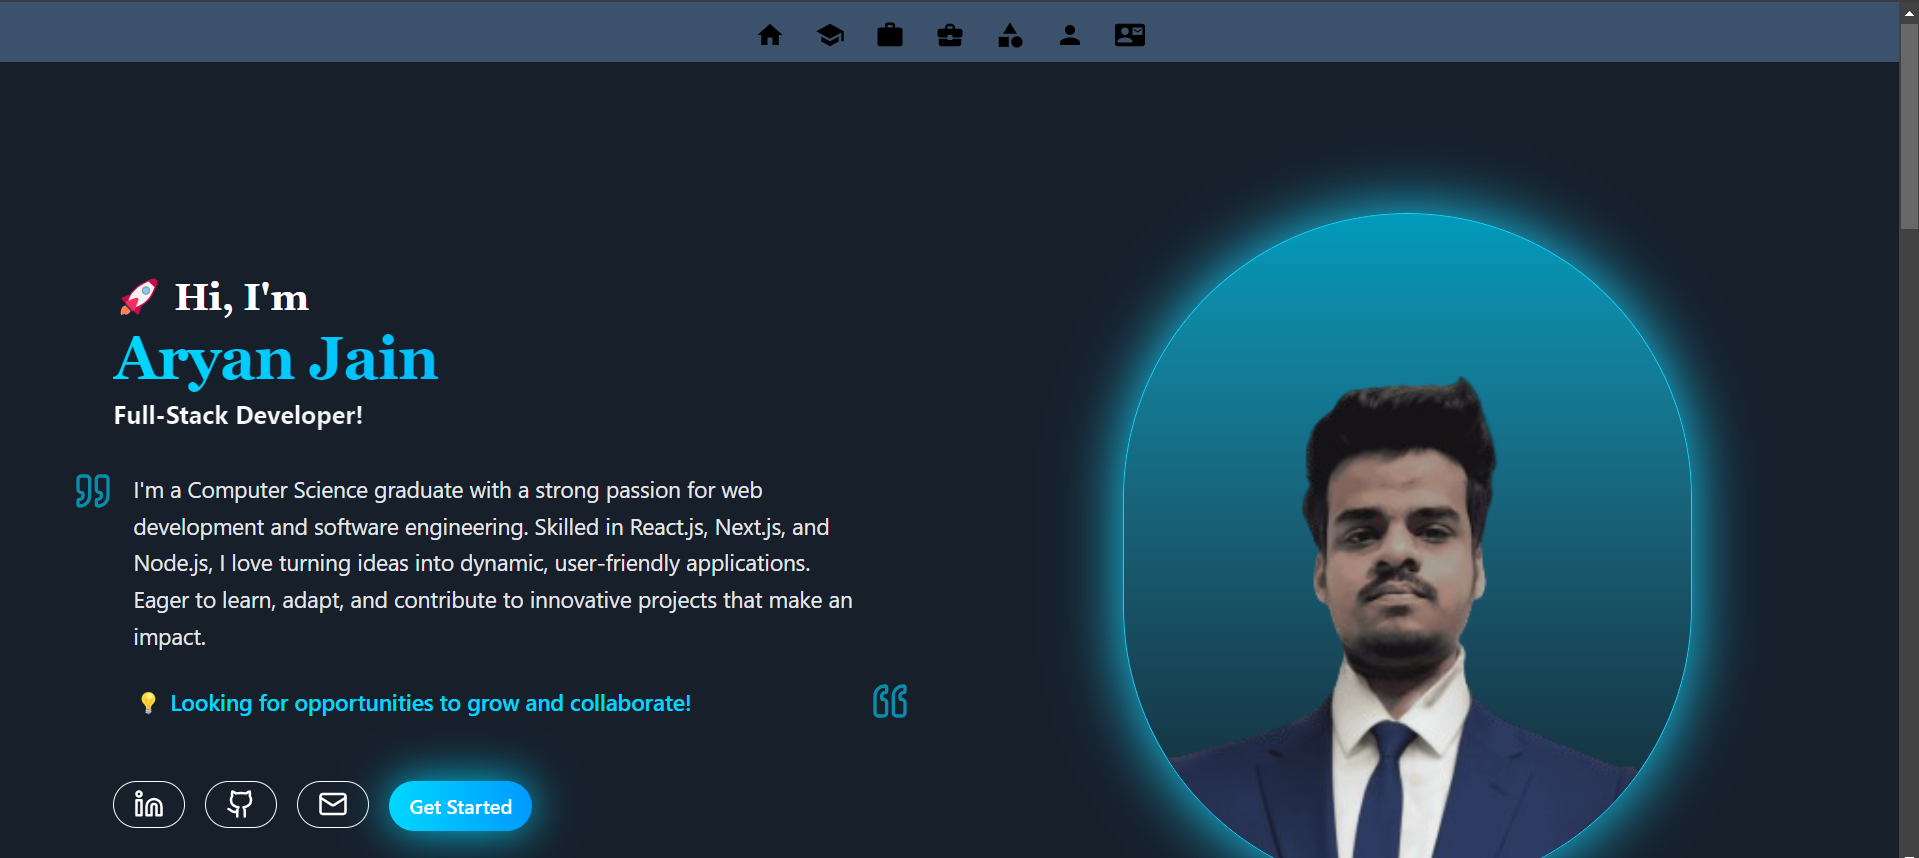 🚀 Hi, I'm
Aryan Jain
Full-Stack Developer!
I'm a Computer Science graduate with a strong passion for web
development and software engineering. Skilled in React.js, Next.js, and
Node.js, I love turning ideas into dynamic, user-friendly applications.
Eager to learn, adapt, and contribute to innovative projects that make an
impact.
💡 Looking for opportunities to grow and collaborate!
Get Started